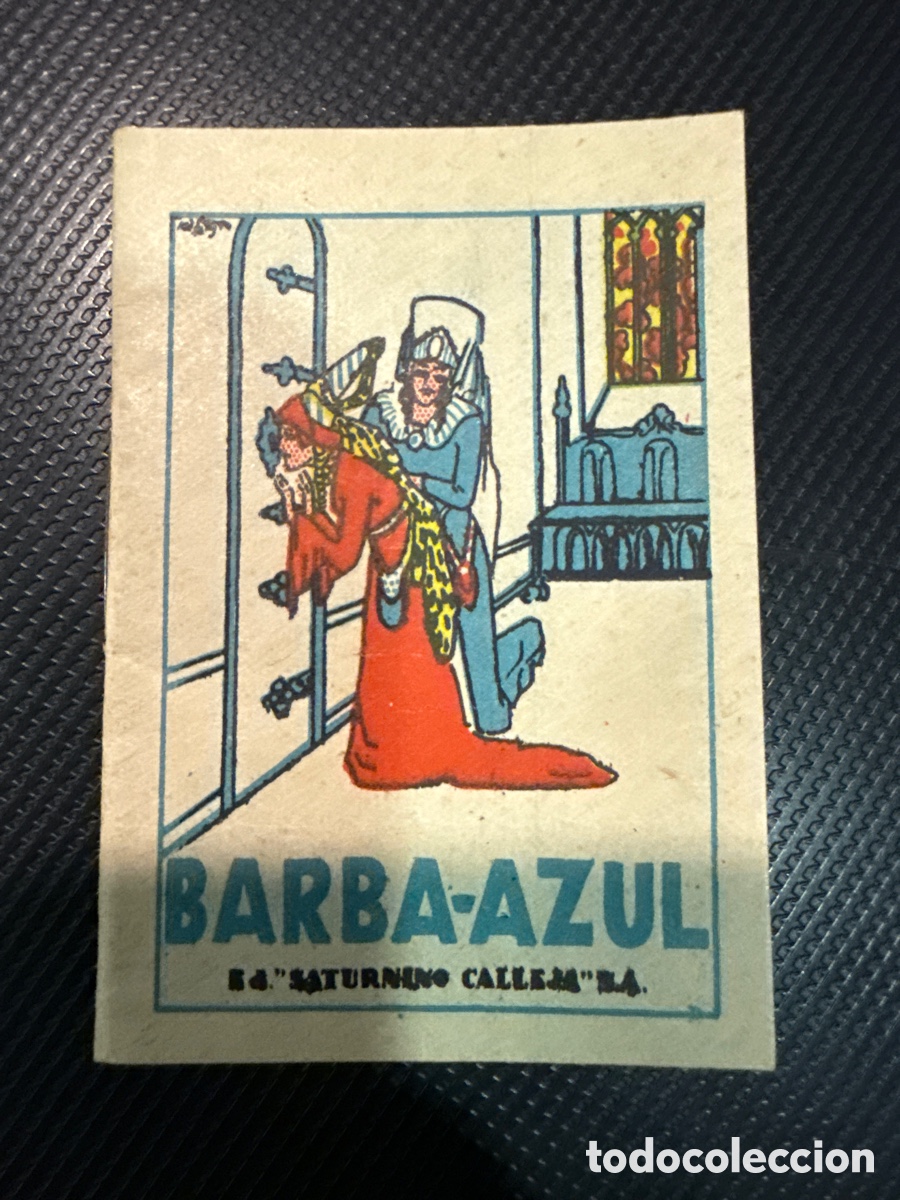 BARBA-AZUL
Ed. "SATURNINO CALLEJA" S.A.
todocoleccion